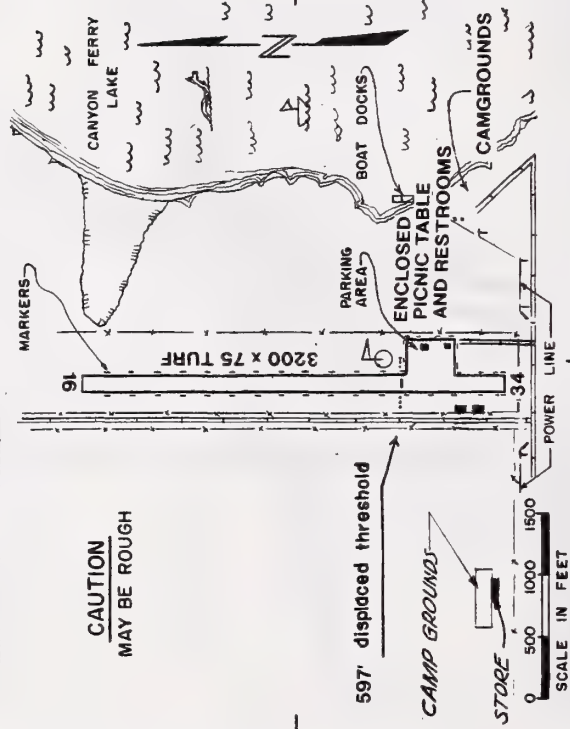 CANYON FERRY
LAKE
N
MARKERS
16
3200 x 75 TURF
CAUTION
MAY BE ROUGH
BOAT DOCKS
PARKING
AREA
ENCLOSED
PICNIC TABLE
AND RESTROOMS
CAMGROUNDS
597' displaced threshold
34
POWER LINE
CAMP GROUNDS
STORE
0 500 1000 1500
SCALE IN FEET